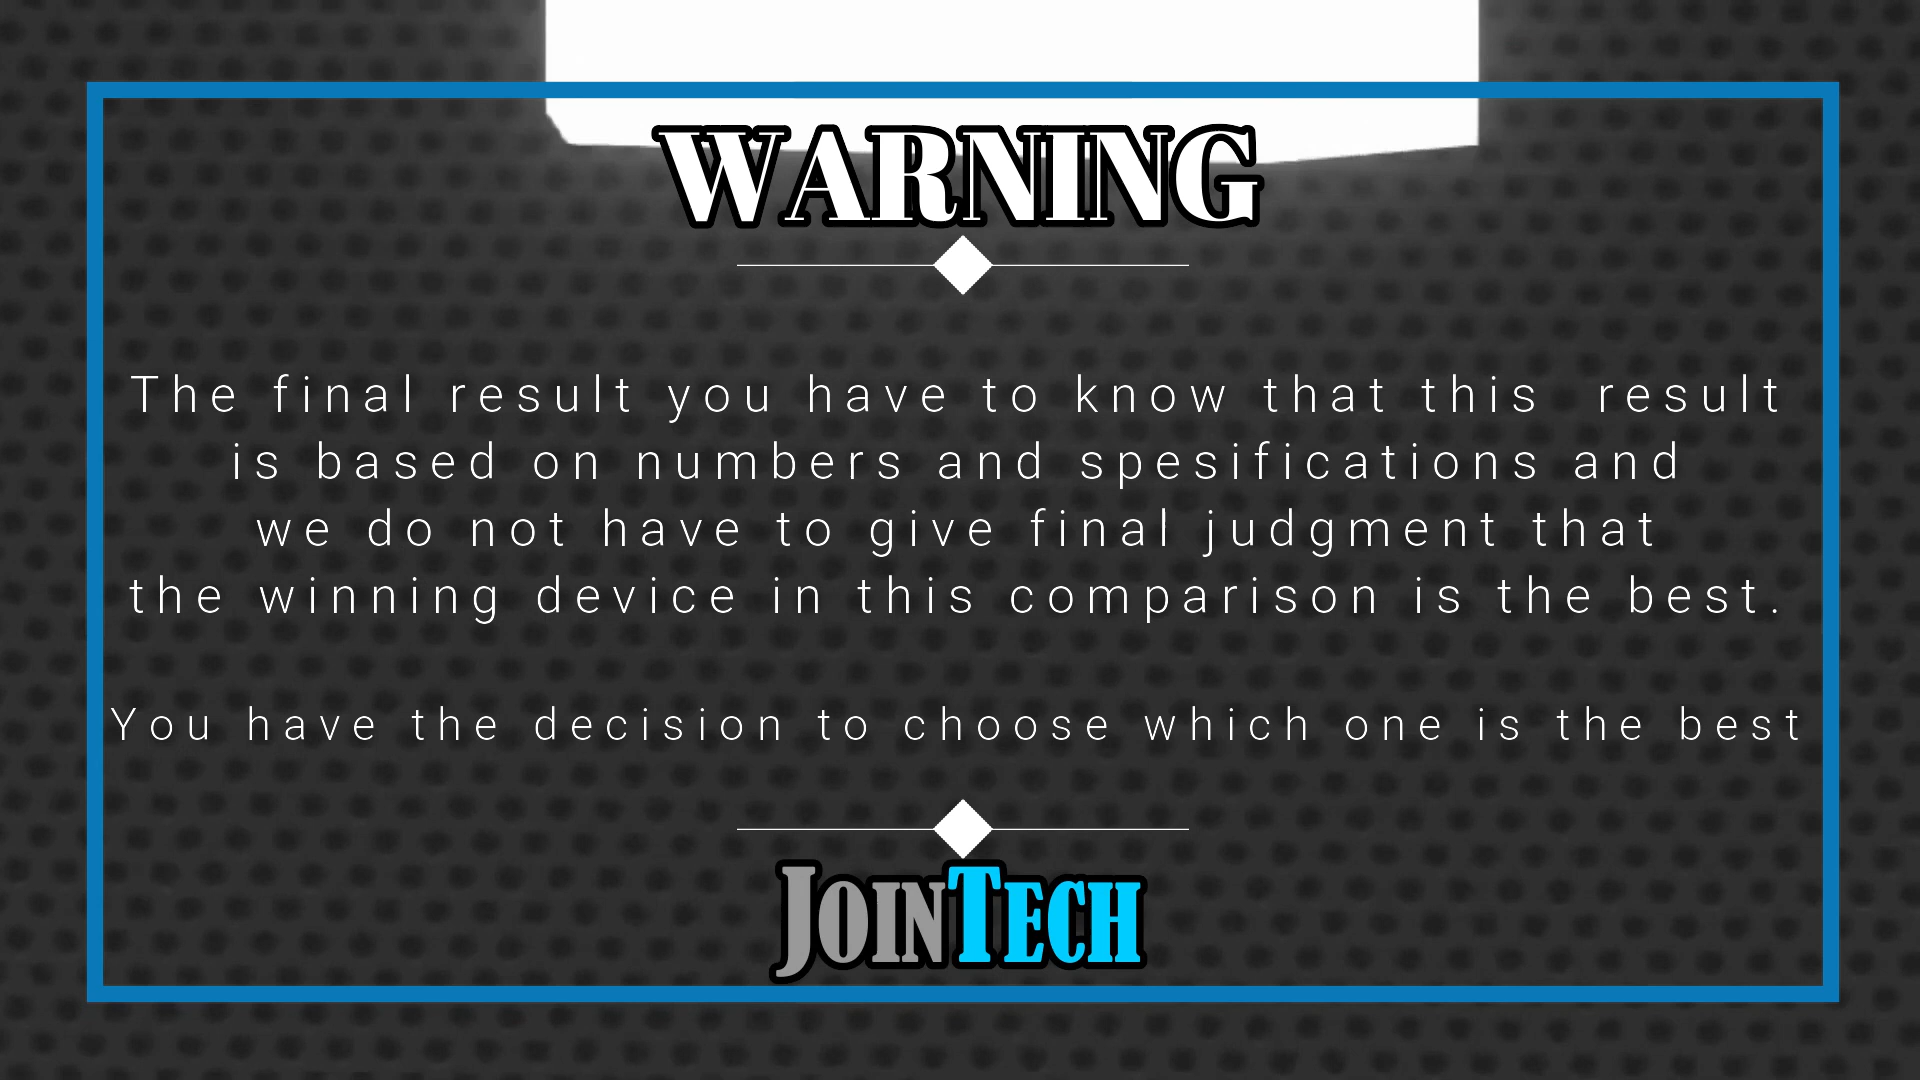 WARNING
The final result you have to know that this result
is based on numbers and spesifications and
we do not have to give final judgment that
the winning device in this comparison is the best.
You have the decision to choose which one is the best
JOINTECH